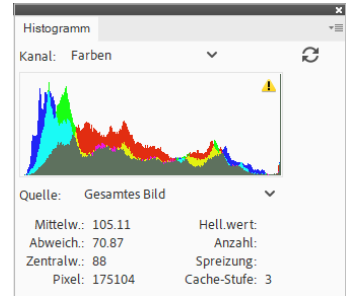 Histogramm
Kanal: Farben
Quelle: Gesamtes Bild
Mittelw.: 105.11 Hell.wert:
Abweich.: 70.87 Anzahl:
Zentralw.: 88 Spreizung:
Pixel: 175104 Cache-Stufe: 3